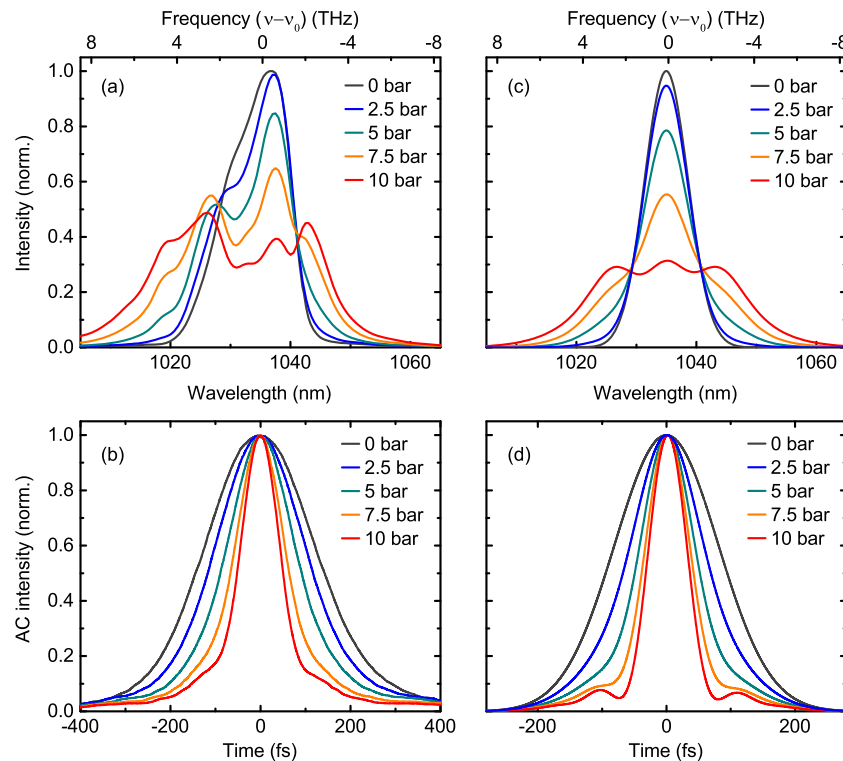 Frequency (ν−ν₀) (THz)
8 4 0 -4 -8
(a)
0 bar
2.5 bar
5 bar
7.5 bar
10 bar
Intensity (norm.)
1.0
0.8
0.6
0.4
0.2
0.0
1020 1040 1060
Wavelength (nm)
Frequency (ν−ν₀) (THz)
8 4 0 -4 -8
(c)
0 bar
2.5 bar
5 bar
7.5 bar
10 bar
1020 1040 1060
Wavelength (nm)
(b)
0 bar
2.5 bar
5 bar
7.5 bar
10 bar
AC intensity (norm.)
1.0
0.8
0.6
0.4
0.2
0.0
-400 -200 0 200 400
Time (fs)
(d)
0 bar
2.5 bar
5 bar
7.5 bar
10 bar
-200 0 200
Time (fs)